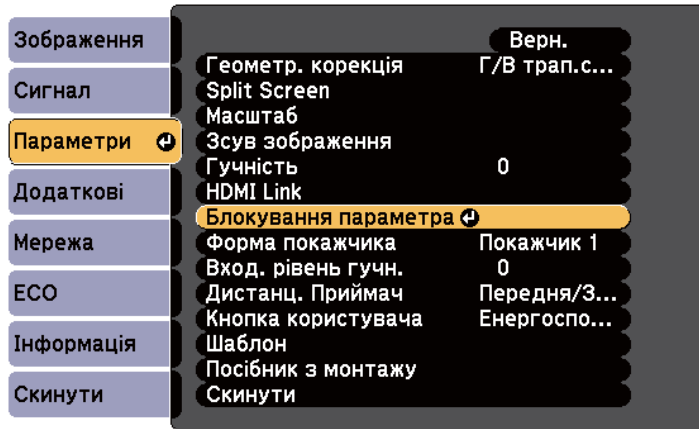 Зображення
Сигнал
Параметри
Додаткові
Мережа
ECO
Інформація
Скинути
Верн.
Геометр. корекція Г/В трап.с...
Split Screen
Масштаб
Зсув зображення
Гучність 0
HDMI Link
Блокування параметра
Форма покажчика Покажчик 1
Вход. рівень гучн. 0
Дистанц. Приймач Передня/З...
Кнопка користувача Енергоспо...
Шаблон
Посібник з монтажу
Скинути